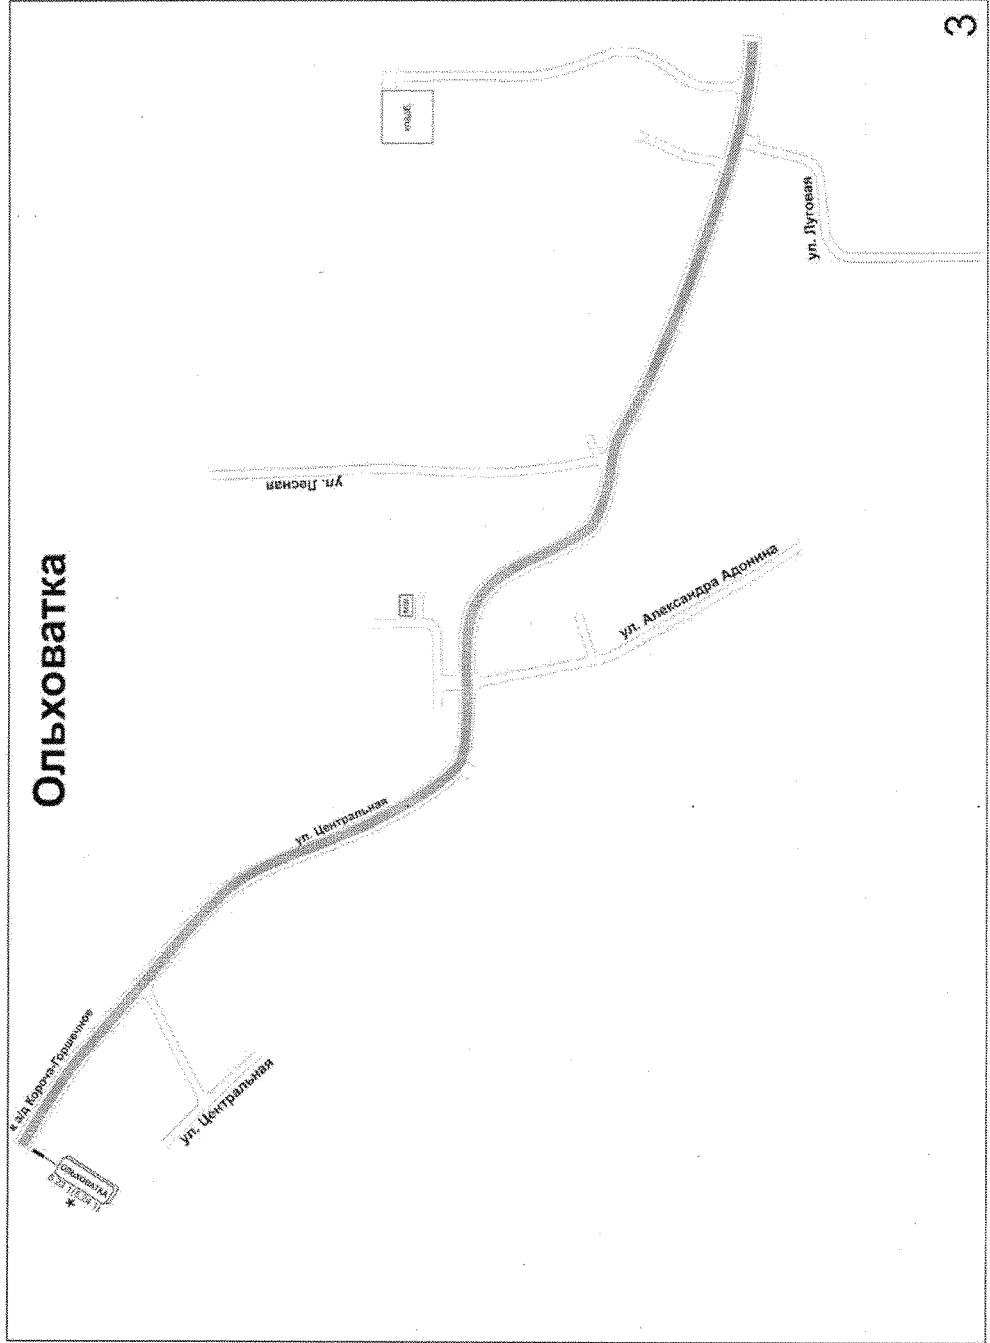 Ольховатка
3
к а/д Короча-Горшечное
ОЛЬХОВАТКА
ул. Центральная
ул. Центральная
ул. Александра Адонина
ул. Лесная
ул. Луговая